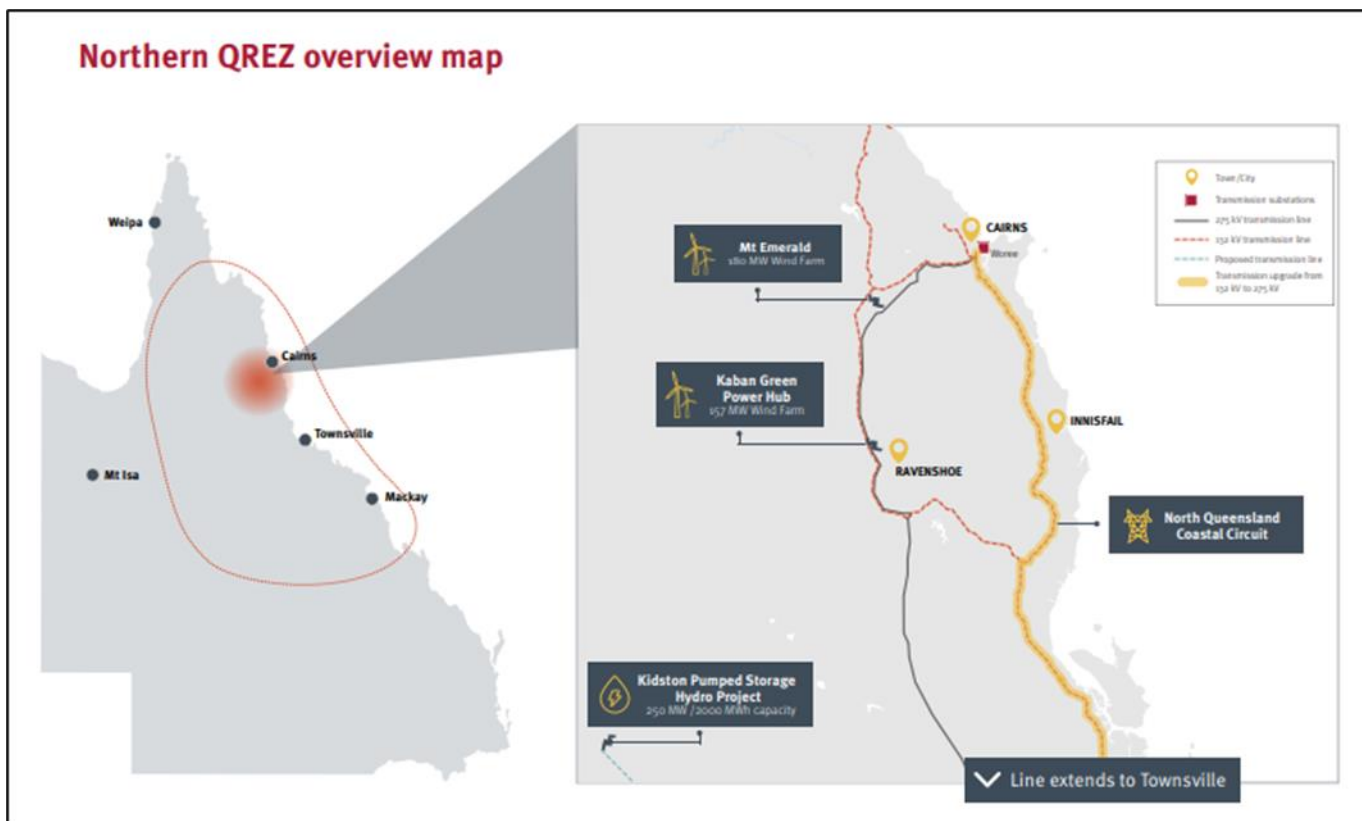 Northern QREZ overview map
Weipa
Cairns
Townsville
Mt Isa
Mackay
Mt Emerald
180 MW Wind Farm
Kaban Green
Power Hub
157 MW Wind Farm
Kidston Pumped Storage
Hydro Project
250 MW /2000 MWh capacity
CAIRNS
Woree
INNISFAIL
RAVENSHOE
North Queensland
Coastal Circuit
Line extends to Townsville
Town/City
Transmission substations
275 kV transmission line
132 kV transmission line
Proposed transmission line
Transmission upgrade from
132 kV to 275 kV